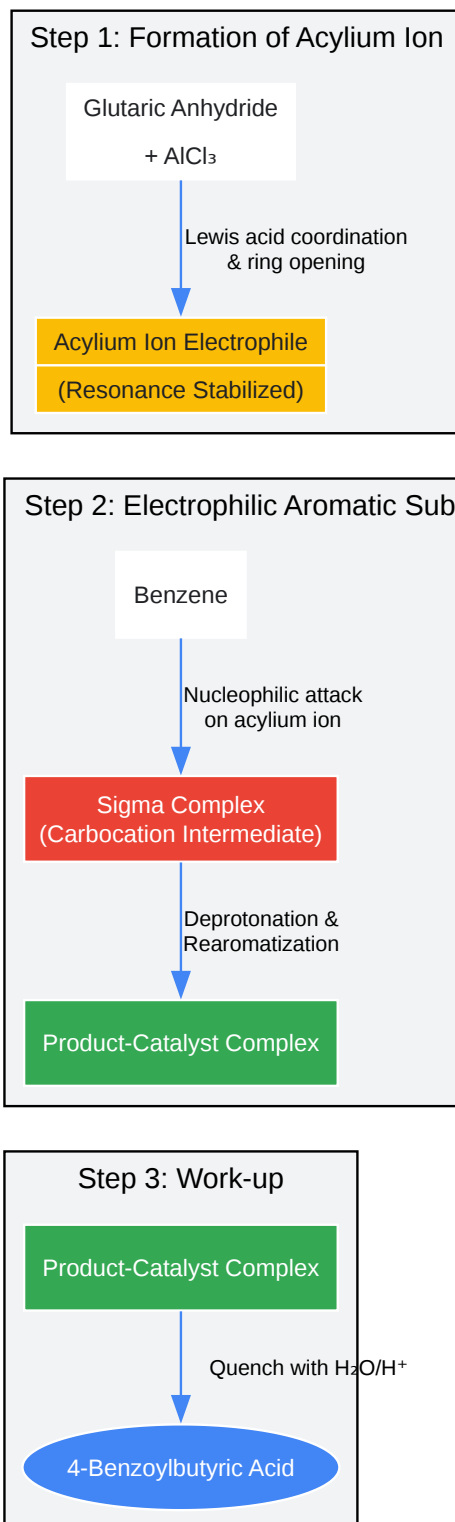 Step 1: Formation of Acylium Ion
Glutaric Anhydride
+ AlCl₃
Lewis acid coordination
& ring opening
Acylium Ion Electrophile
(Resonance Stabilized)
Step 2: Electrophilic Aromatic Sub
Benzene
Nucleophilic attack
on acylium ion
Sigma Complex
(Carbocation Intermediate)
Deprotonation &
Rearomatization
Product-Catalyst Complex
Step 3: Work-up
Product-Catalyst Complex
Quench with H₂O/H⁺
4-Benzoylbutyric Acid